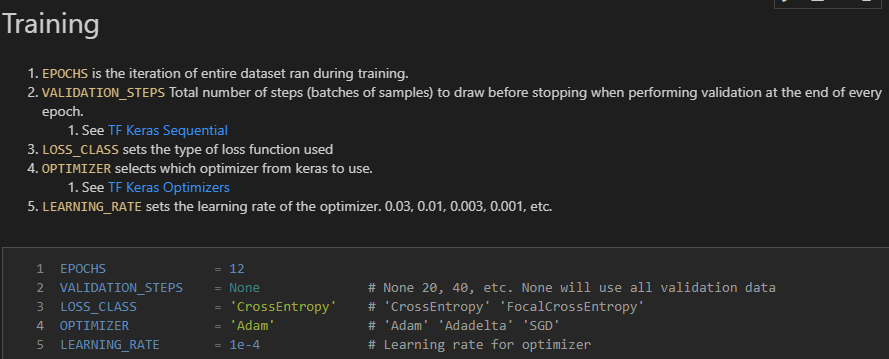 Training
1. EPOCHS is the iteration of entire dataset ran during training.
2. VALIDATION_STEPS Total number of steps (batches of samples) to draw before stopping when performing validation at the end of every
epoch.
1. See TF Keras Sequential
3. LOSS_CLASS sets the type of loss function used
4. OPTIMIZER selects which optimizer from keras to use.
1. See TF Keras Optimizers
5. LEARNING_RATE sets the learning rate of the optimizer. 0.03, 0.01, 0.003, 0.001, etc.
1 EPOCHS = 12
2 VALIDATION_STEPS = None # None 20, 40, etc. None will use all validation data
3 LOSS_CLASS = 'CrossEntropy' # 'CrossEntropy' 'FocalCrossEntropy'
4 OPTIMIZER = 'Adam' # 'Adam' 'Adadelta' 'SGD'
5 LEARNING_RATE = 1e-4 # Learning rate for optimizer